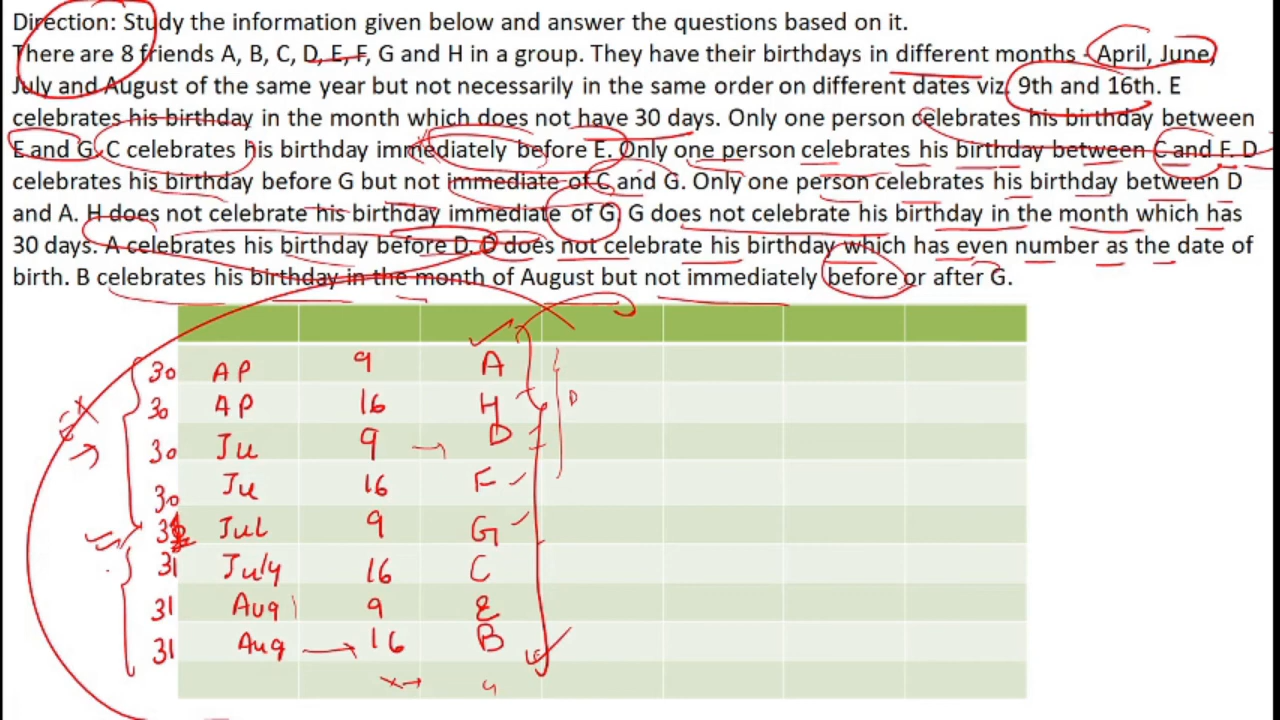 Direction: Study the information given below and answer the questions based on it.
There are 8 friends A, B, C, D, E, F, G and H in a group. They have their birthdays in different months - April, June,
July and August of the same year but not necessarily in the same order on different dates viz. 9th and 16th. E
celebrates his birthday in the month which does not have 30 days. Only one person celebrates his birthday between
E and G. C celebrates his birthday immediately before E. Only one person celebrates his birthday between C and F. D
celebrates his birthday before G but not immediate of C and G. Only one person celebrates his birthday between D
and A. H does not celebrate his birthday immediate of G. G does not celebrate his birthday in the month which has
30 days. A celebrates his birthday before D. D does not celebrate his birthday which has even number as the date of
birth. B celebrates his birthday in the month of August but not immediately before or after G.
30 AP 9 A
30 AP 16 H D
30 Ju 9 D
30 Ju 16 F
31 Jul 9 G
31 July 16 C
31 Aug 9 E
31 Aug 16 B